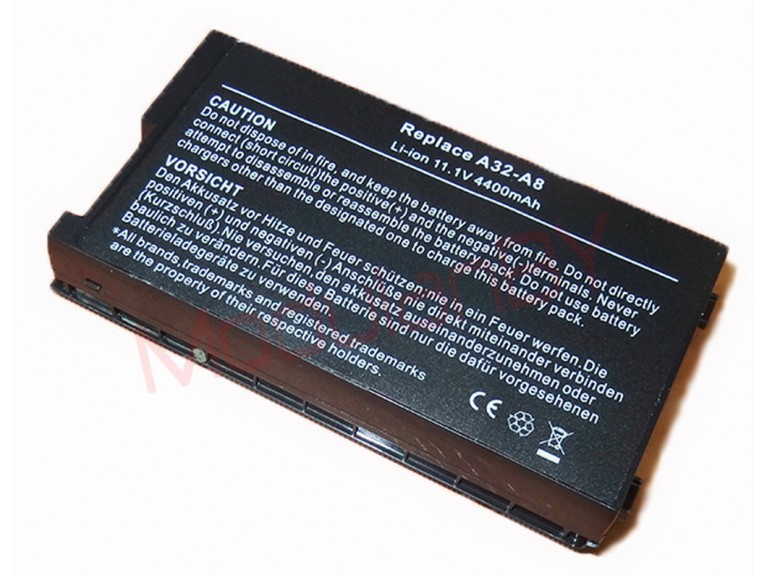 Replace A32-A8
Li-ion 11.1V 4400mAh
CAUTION
Do not dispose of in fire, and keep the battery away from fire. Do not directly
connect (short circuit)the positive(+) and the negative(-)terminals. Never
attempt to disassemble or reassemble the battery pack. Do not use battery
chargers other than the designated one to charge this battery pack.
VORSICHT
Den Akkusatz vor Hitze und Feuer schützen,nie in ein Feuer werfen.Die
positiven(+) und negativen(-)Anschlüße nie direkt miteinander verbinden
(Kurzschluß).Nie versuchen,den akkusatz auseinanderzunehmen oder
baulich zu verändern.Für diese Batterie sind nur die dafür vorgesehenen
Batterieladegeräte zu verwenden.
*All brands,trademarks and registered trademarks
are the property of their respective holders.
CE